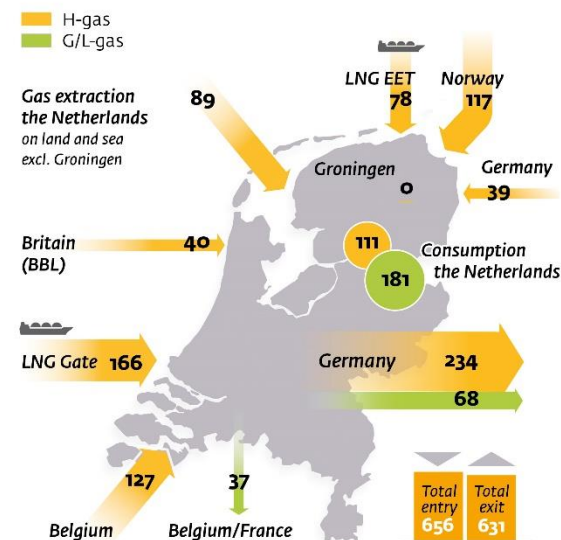 H-gas
G/L-gas
Gas extraction
the Netherlands
on land and sea
excl. Groningen
89
LNG EET
78
Norway
117
Groningen
0
Germany
39
Britain
(BBL)
40
111
181
Consumption
the Netherlands
LNG Gate
166
Germany
234
68
127
Belgium
37
Belgium/France
Total
entry
656
Total
exit
631